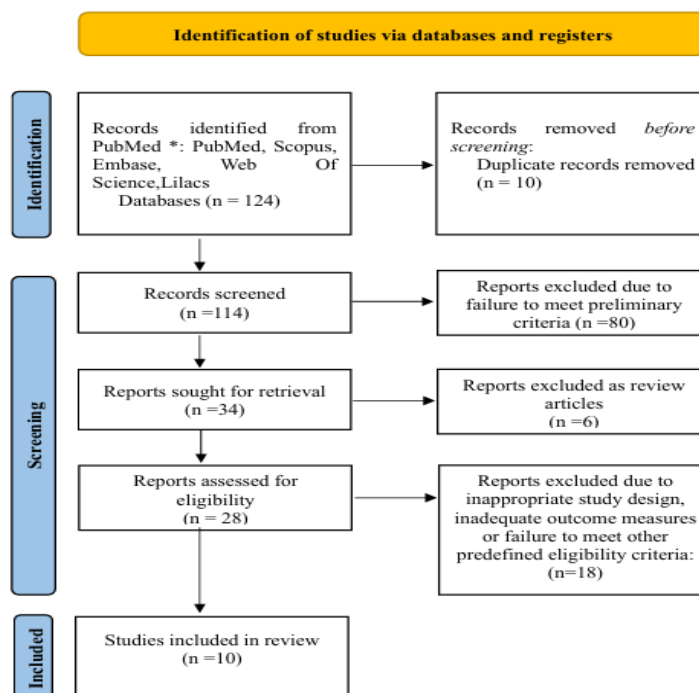 Identification of studies via databases and registers
Identification
Records identified from
PubMed *: PubMed, Scopus,
Embase, Web Of
Science,Lilacs
Databases (n = 124)
Records removed before
screening:
Duplicate records removed
(n = 10)
Screening
Records screened
(n =114)
Reports excluded due to
failure to meet preliminary
criteria (n =80)
Reports sought for retrieval
(n =34)
Reports excluded as review
articles
(n =6)
Reports assessed for
eligibility
(n = 28)
Reports excluded due to
inappropriate study design,
inadequate outcome measures
or failure to meet other
predefined eligibility criteria:
(n=18)
Included
Studies included in review
(n =10)